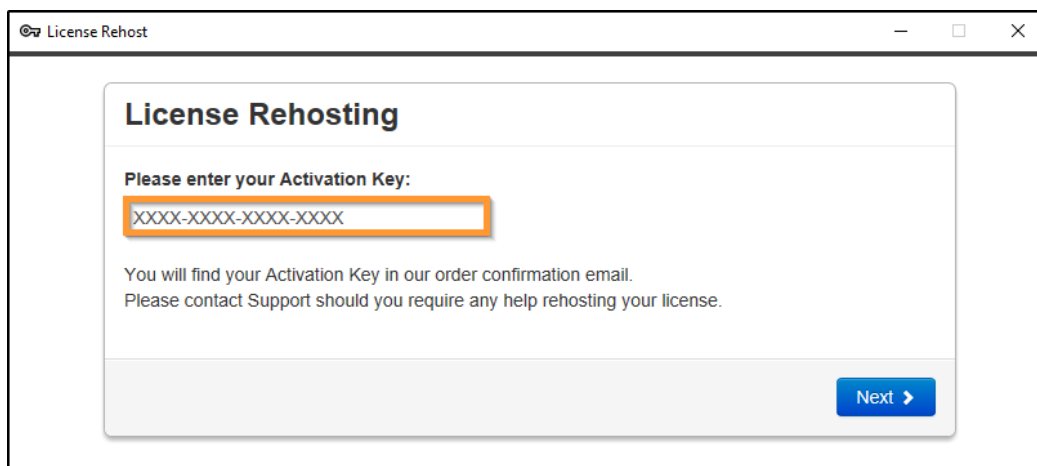 License Rehost
License Rehosting
Please enter your Activation Key:
XXXX-XXXX-XXXX-XXXX
You will find your Activation Key in our order confirmation email.
Please contact Support should you require any help rehosting your license.
Next